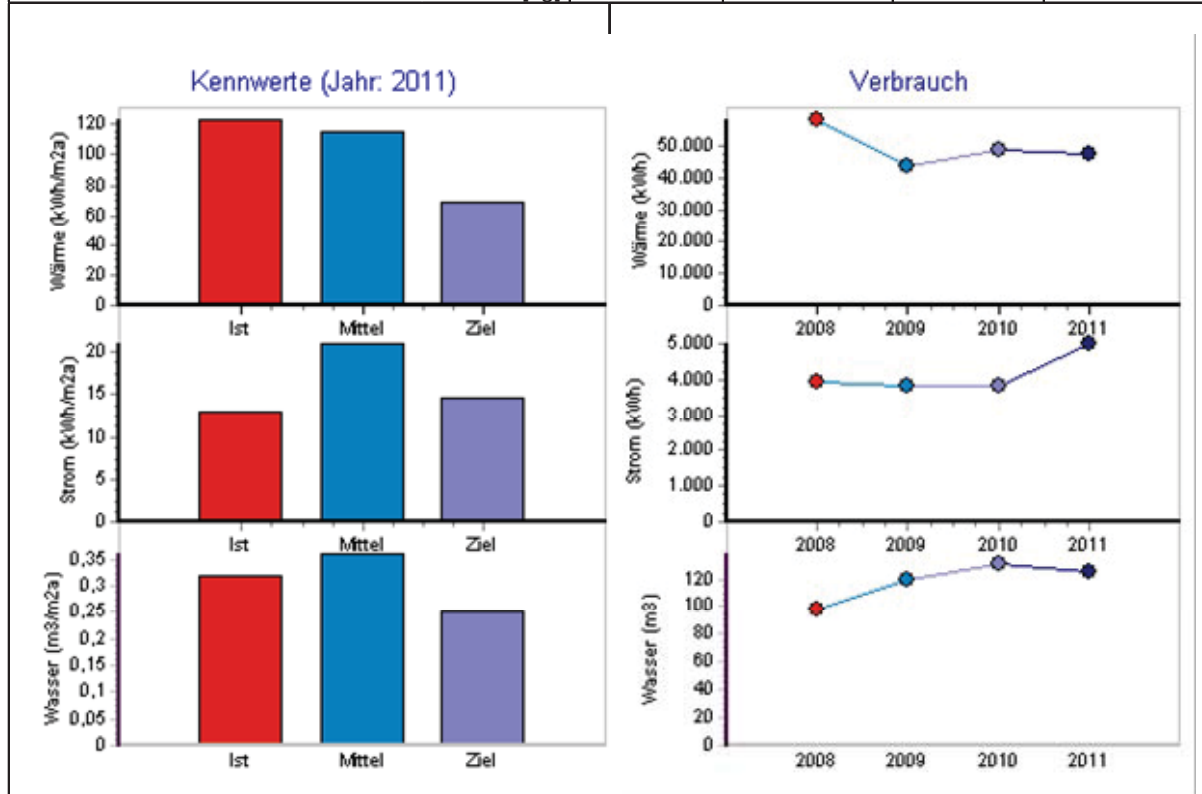 Kennwerte (Jahr: 2011)
Wärme (kWh/m2a)
120
100
80
60
40
20
0
Ist Mittel Ziel
Strom (kWh/m2a)
20
15
10
5
0
Ist Mittel Ziel
Wasser (m3/m2a)
0,35
0,3
0,25
0,2
0,15
0,1
0,05
0
Ist Mittel Ziel
Verbrauch
Wärme (kWh)
50.000
40.000
30.000
20.000
10.000
0
2008 2009 2010 2011
Strom (kWh)
5.000
4.000
3.000
2.000
1.000
0
2008 2009 2010 2011
Wasser (m3)
120
100
80
60
40
20
0
2008 2009 2010 2011